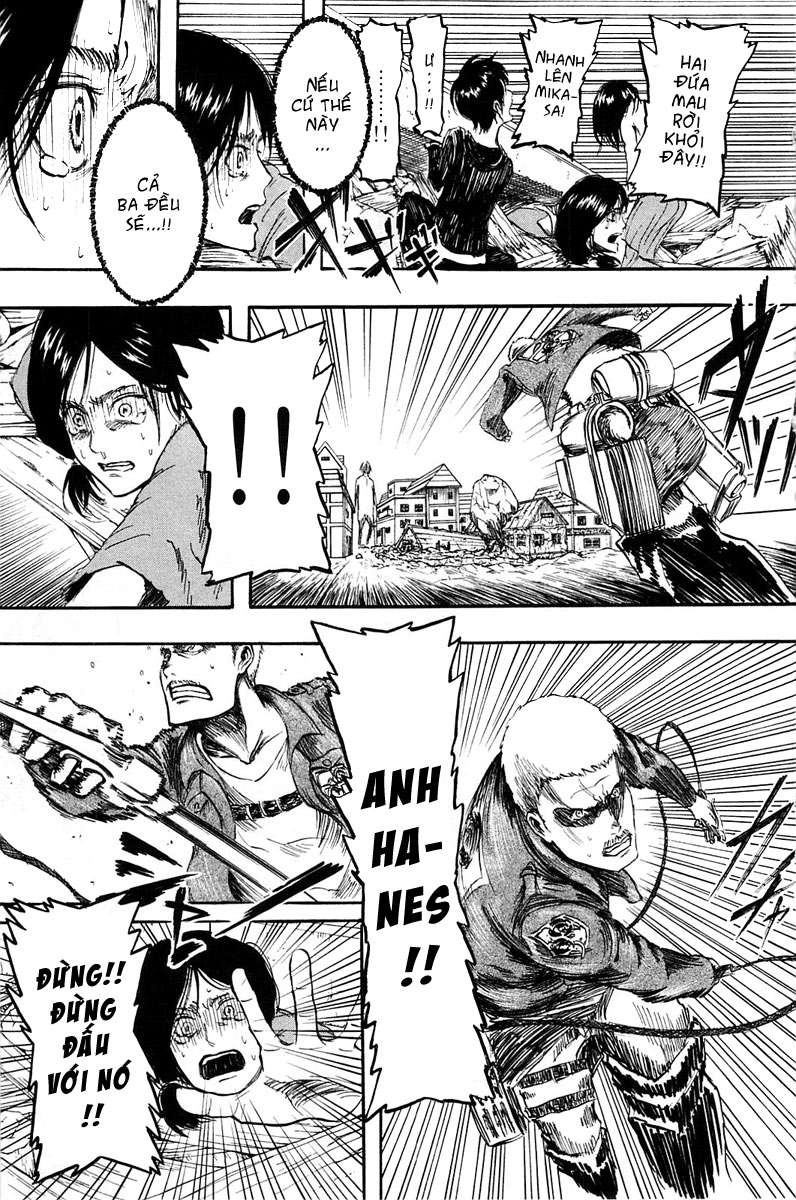 HAI
ĐỨA
MAU
RỜI
KHỎI
ĐÂY!!
NHANH
LÊN
MIKA-
SA!
Ư
...!!
........!!
NẾU
CỨ THẾ
NÀY
...
CẢ
BA ĐỀU
SẼ...!!
!!
ANH
HA-
NES
!!
ĐỪNG!!
ĐỪNG
ĐẤU
VỚI NÓ
!!